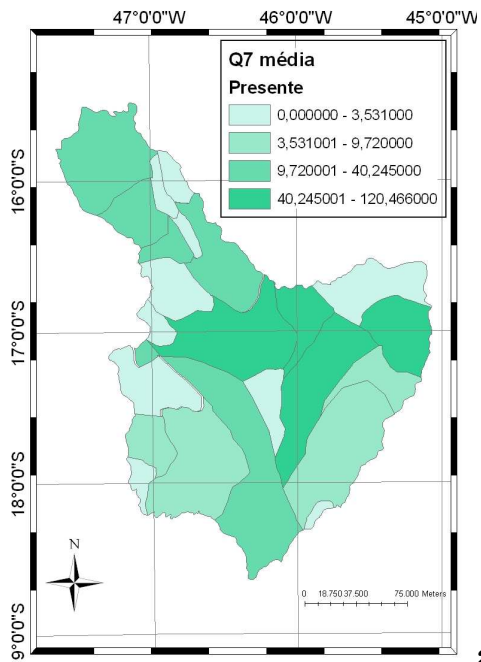 47°0'0"W 46°0'0"W 45°0'0"W
Q7 média
Presente
0,000000 - 3,531000
3,531001 - 9,720000
9,720001 - 40,245000
40,245001 - 120,466000
16°0'0"S
17°0'0"S
18°0'0"S
9°0'0"S
N
0 18.750 37.500 75.000 Meters